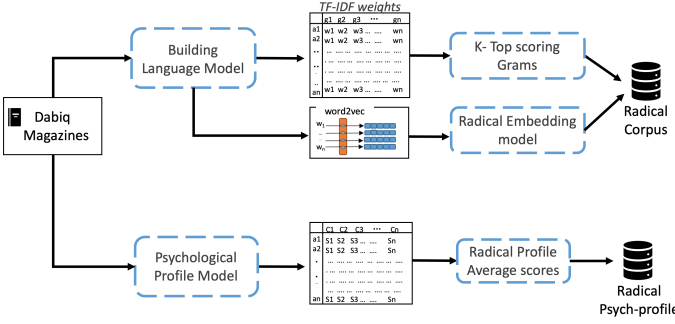 TF-IDF weights
g1 g2 g3 ... gn
a1 w1 w2 w3 ... .... wn
a2 w1 w2 w3 ... .... wn
an w1 w2 w3 ... .... wn
Building
Language Model
K- Top scoring
Grams
Dabiq
Magazines
word2vec
w1
wn
Radical Embedding
model
Radical
Corpus
Psychological
Profile Model
C1 C2 C3 ... Cn
a1 S1 S2 S3 ... .... Sn
a2 S1 S2 S3 ... .... Sn
an S1 S2 S3 ... .... Sn
Radical Profile
Average scores
Radical
Psych-profile